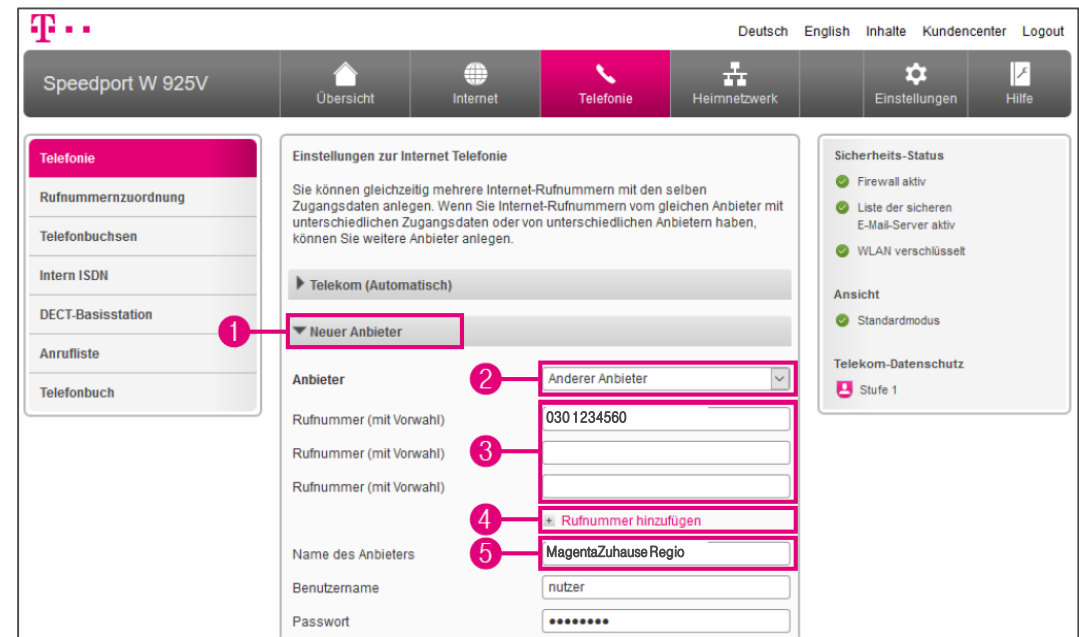 T
Deutsch English Inhalte Kundencenter Logout
Speedport W 925V
Übersicht
Internet
Telefonie
Heimnetzwerk
Einstellungen
Hilfe
Telefonie
Rufnummernzuordnung
Telefonbuchsen
Intern ISDN
DECT-Basisstation
Anrufliste
Telefonbuch
Einstellungen zur Internet Telefonie
Sie können gleichzeitig mehrere Internet-Rufnummern mit den selben
Zugangsdaten anlegen. Wenn Sie Internet-Rufnummern vom gleichen Anbieter mit
unterschiedlichen Zugangsdaten oder von unterschiedlichen Anbietern haben,
können Sie weitere Anbieter anlegen.
Telekom (Automatisch)
1 Neuer Anbieter
Anbieter 2 Anderer Anbieter
Rufnummer (mit Vorwahl) 030 1234560
Rufnummer (mit Vorwahl) 3
Rufnummer (mit Vorwahl)
4 + Rufnummer hinzufügen
Name des Anbieters 5 MagentaZuhause Regio
Benutzername nutzer
Passwort ••••••••
Sicherheits-Status
Firewall aktiv
Liste der sicheren
E-Mail-Server aktiv
WLAN verschlüsselt
Ansicht
Standardmodus
Telekom-Datenschutz
Stufe 1